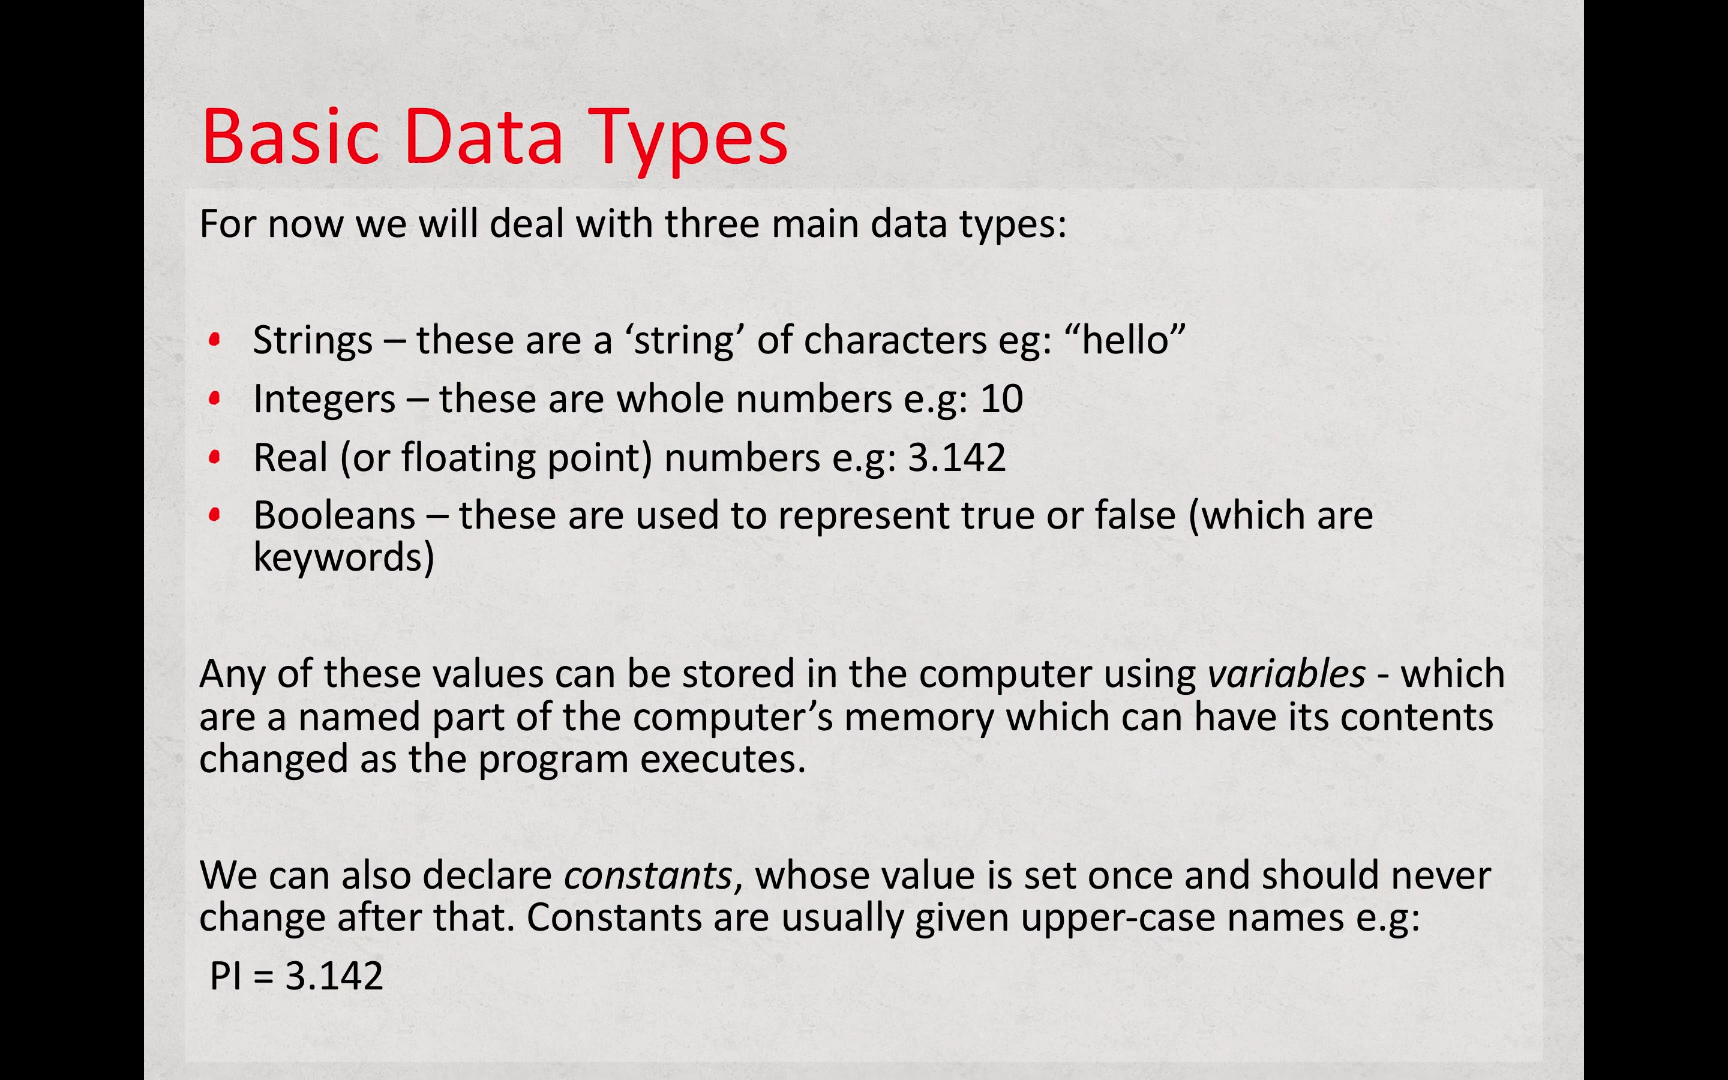 Basic Data Types
For now we will deal with three main data types:
• Strings – these are a ‘string’ of characters eg: “hello”
• Integers – these are whole numbers e.g: 10
• Real (or floating point) numbers e.g: 3.142
• Booleans – these are used to represent true or false (which are
keywords)
Any of these values can be stored in the computer using variables - which
are a named part of the computer’s memory which can have its contents
changed as the program executes.
We can also declare constants, whose value is set once and should never
change after that. Constants are usually given upper-case names e.g:
PI = 3.142